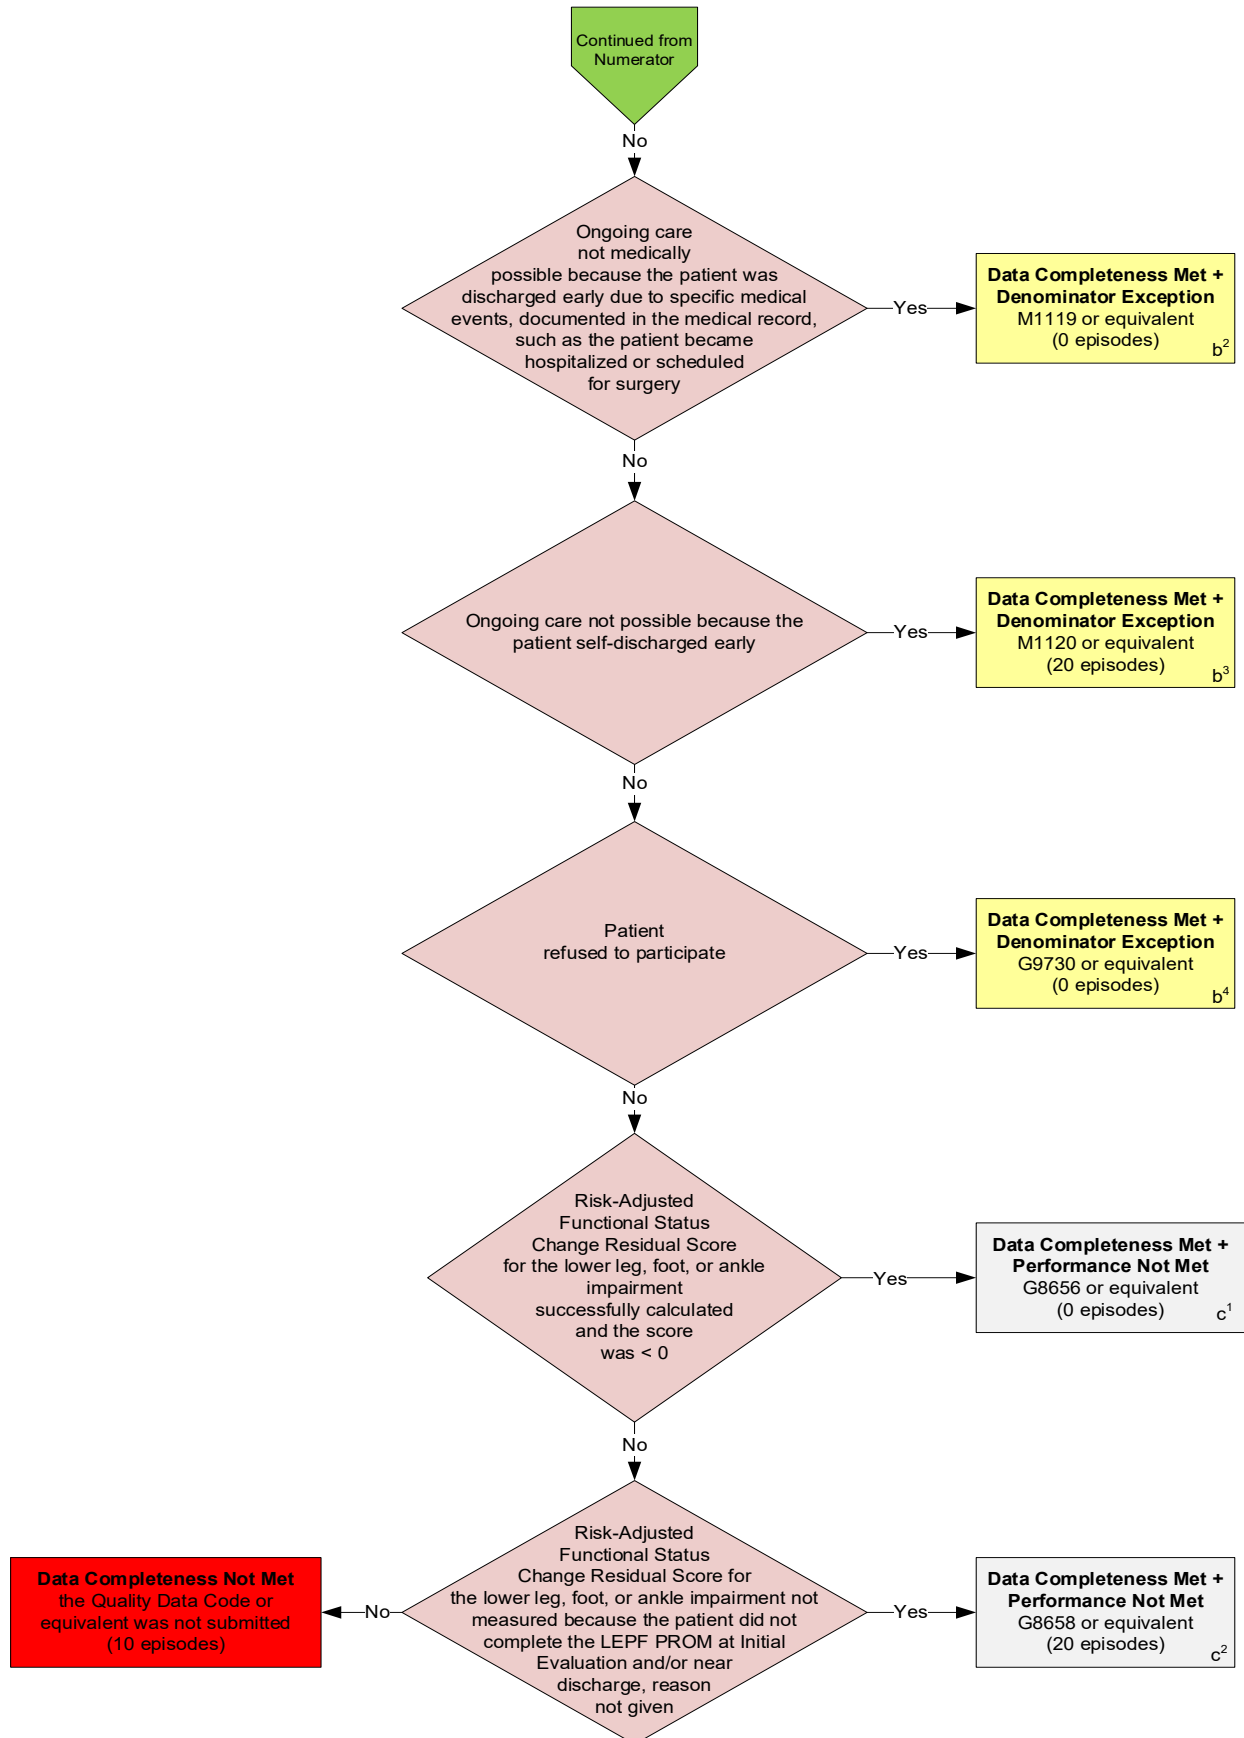 Continued from
Numerator
No
Ongoing care
not medically
possible because the patient was
discharged early due to specific medical
events, documented in the medical record,
such as the patient became
hospitalized or scheduled
for surgery
Yes
Data Completeness Met +
Denominator Exception
M1119 or equivalent
(0 episodes)
b²
No
Ongoing care not possible because the
patient self-discharged early
Yes
Data Completeness Met +
Denominator Exception
M1120 or equivalent
(20 episodes)
b³
No
Patient
refused to participate
Yes
Data Completeness Met +
Denominator Exception
G9730 or equivalent
(0 episodes)
b⁴
No
Risk-Adjusted
Functional Status
Change Residual Score
for the lower leg, foot, or ankle
impairment
successfully calculated
and the score
was < 0
Yes
Data Completeness Met +
Performance Not Met
G8656 or equivalent
(0 episodes)
c¹
No
Risk-Adjusted
Functional Status
Change Residual Score for
the lower leg, foot, or ankle impairment not
measured because the patient did not
complete the LEPF PROM at Initial
Evaluation and/or near
discharge, reason
not given
Yes
Data Completeness Met +
Performance Not Met
G8658 or equivalent
(20 episodes)
c²
No
Data Completeness Not Met
the Quality Data Code or
equivalent was not submitted
(10 episodes)